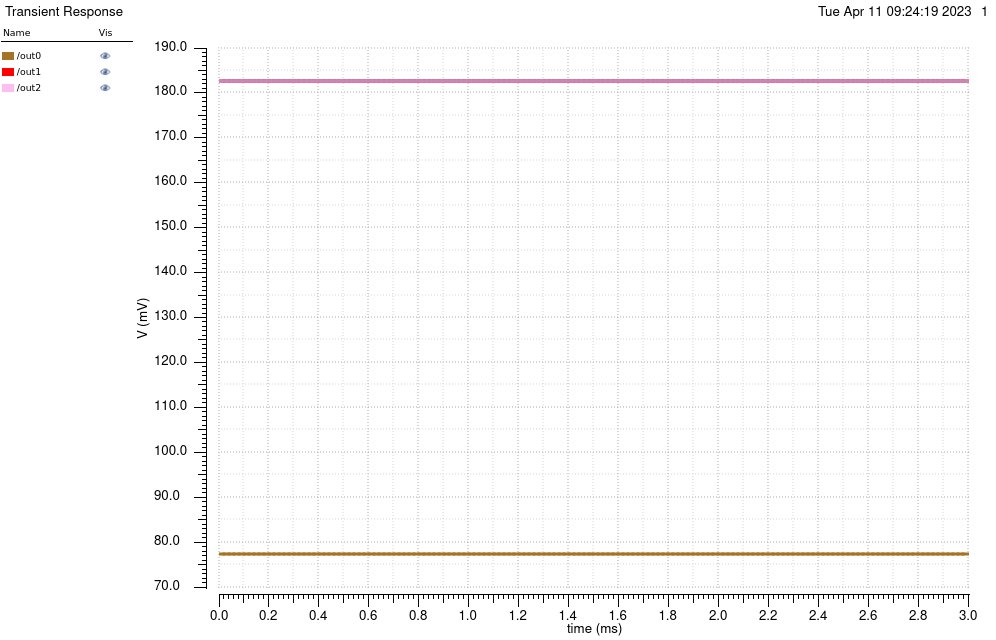 Transient Response
Tue Apr 11 09:24:19 2023 1
Name Vis
/out0
/out1
/out2
V (mV)
190.0
180.0
170.0
160.0
150.0
140.0
130.0
120.0
110.0
100.0
90.0
80.0
70.0
0.0 0.2 0.4 0.6 0.8 1.0 1.2 1.4 1.6 1.8 2.0 2.2 2.4 2.6 2.8 3.0
time (ms)